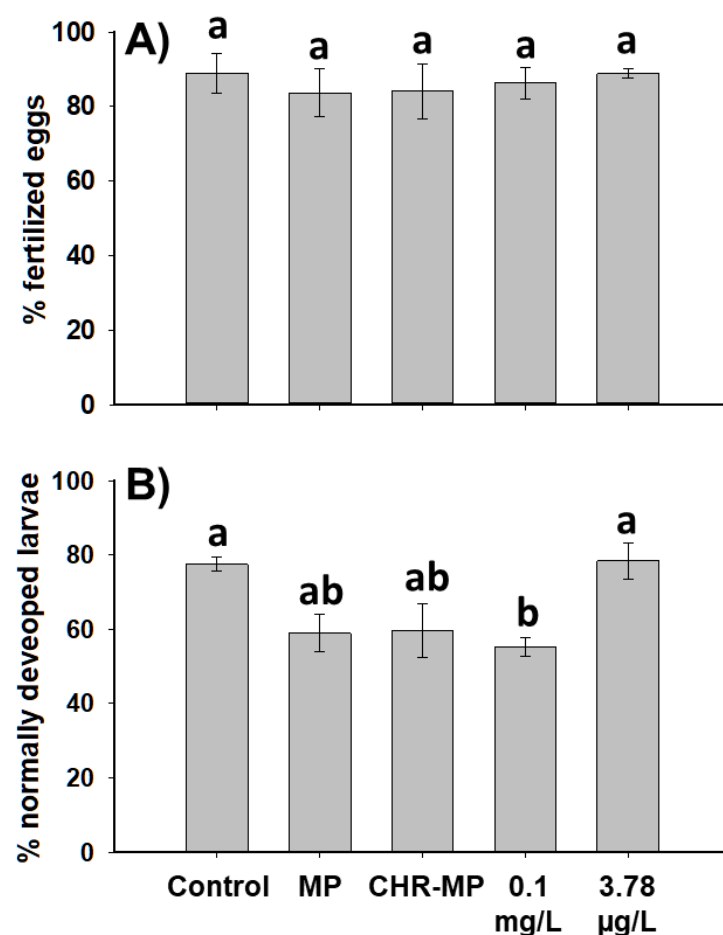 A)
% fertilized eggs
100
80
60
40
20
0
a a a a a
B)
% normally deveoped larvae
100
80
60
40
20
0
a ab ab b a
Control MP CHR-MP 0.1 3.78
mg/L µg/L